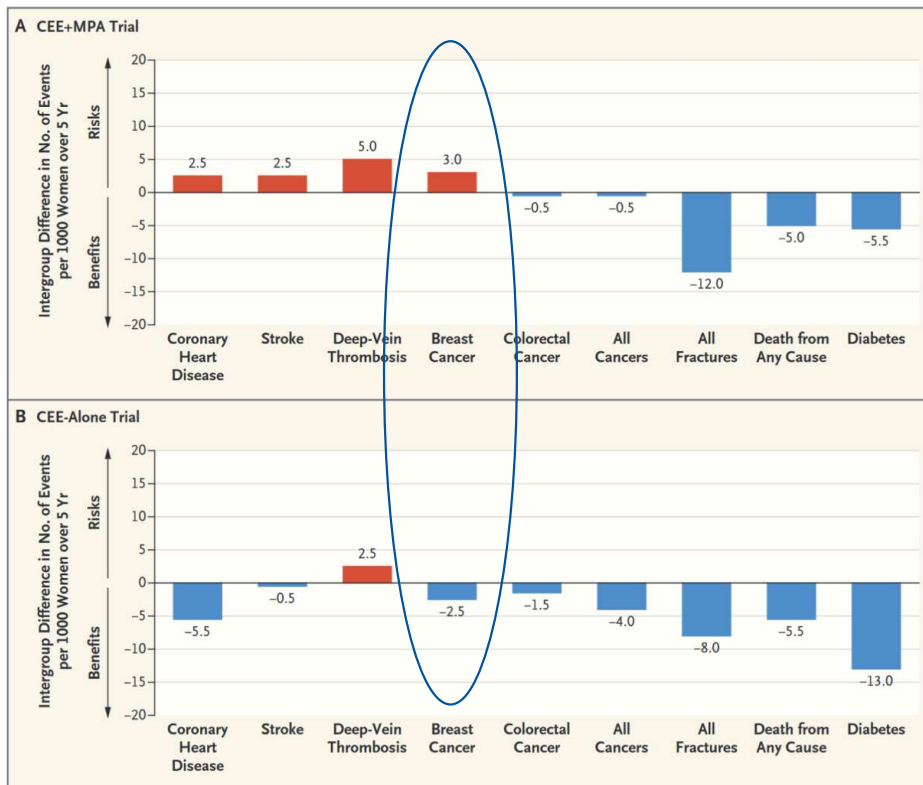 A CEE+MPA Trial
Intergroup Difference in No. of Events
per 1000 Women over 5 Yr
Risks
Benefits
20
15
10
5
0
−5
−10
−15
−20
2.5
2.5
5.0
3.0
−0.5
−0.5
−12.0
−5.0
−5.5
Coronary
Heart
Disease
Stroke
Deep-Vein
Thrombosis
Breast
Cancer
Colorectal
Cancer
All
Cancers
All
Fractures
Death from
Any Cause
Diabetes
B CEE-Alone Trial
Intergroup Difference in No. of Events
per 1000 Women over 5 Yr
Risks
Benefits
20
15
10
5
0
−5
−10
−15
−20
−5.5
−0.5
2.5
−2.5
−1.5
−4.0
−8.0
−5.5
−13.0
Coronary
Heart
Disease
Stroke
Deep-Vein
Thrombosis
Breast
Cancer
Colorectal
Cancer
All
Cancers
All
Fractures
Death from
Any Cause
Diabetes